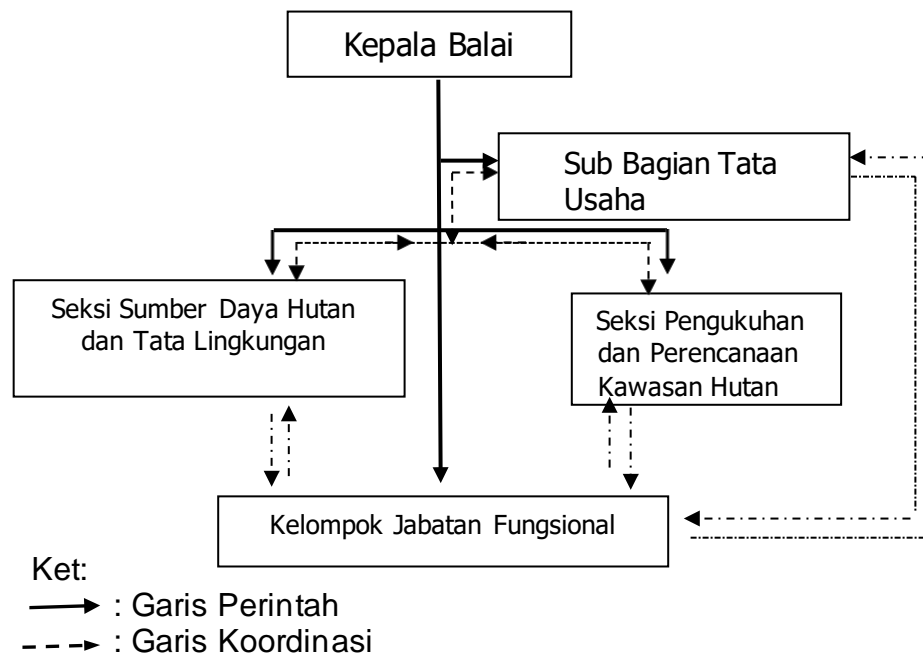 Kepala Balai
Sub Bagian Tata
Usaha
Seksi Sumber Daya Hutan
dan Tata Lingkungan
Seksi Pengukuhan
dan Perencanaan
Kawasan Hutan
Kelompok Jabatan Fungsional
Ket:
: Garis Perintah
: Garis Koordinasi